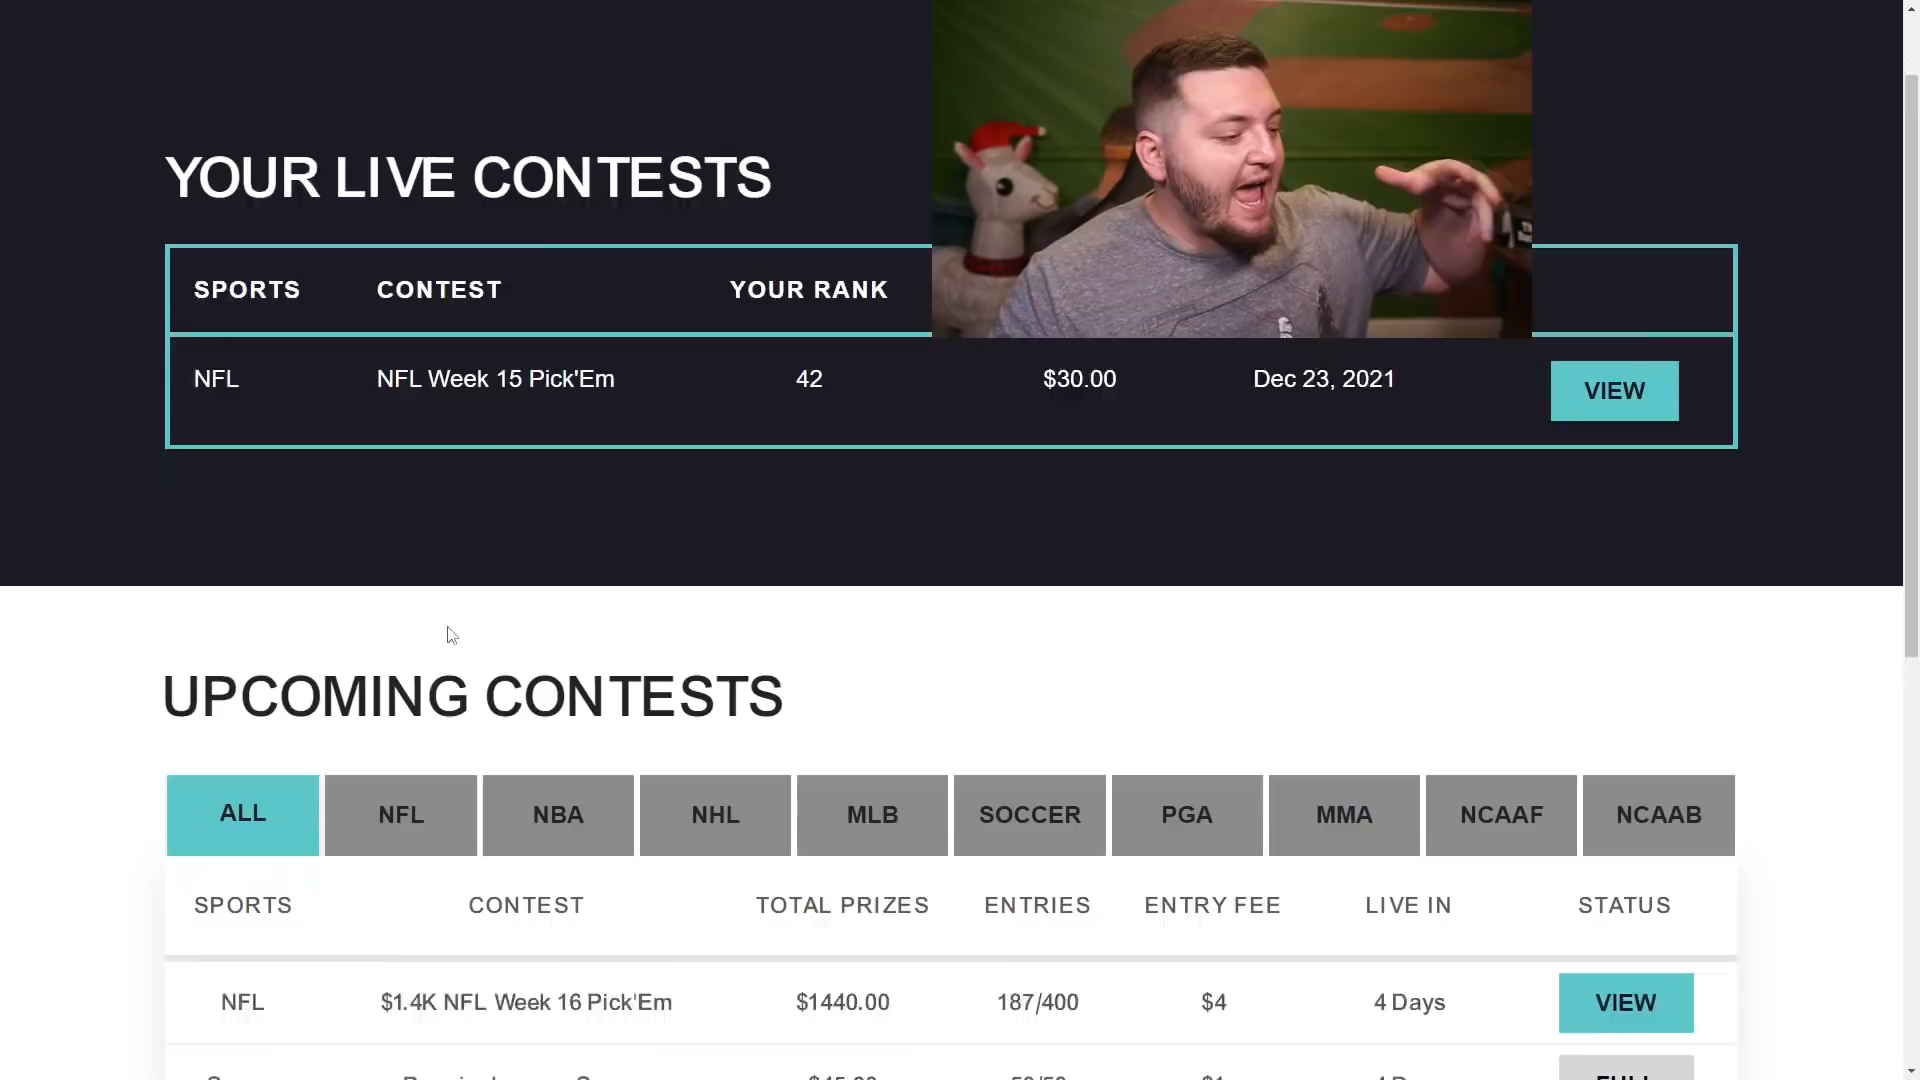 YOUR LIVE CONTESTS
SPORTS CONTEST YOUR RANK
NFL NFL Week 15 Pick'Em 42 $30.00 Dec 23, 2021 VIEW
UPCOMING CONTESTS
ALL NFL NBA NHL MLB SOCCER PGA MMA NCAAF NCAAB
SPORTS CONTEST TOTAL PRIZES ENTRIES ENTRY FEE LIVE IN STATUS
NFL $1.4K NFL Week 16 Pick'Em $1440.00 187/400 $4 4 Days VIEW